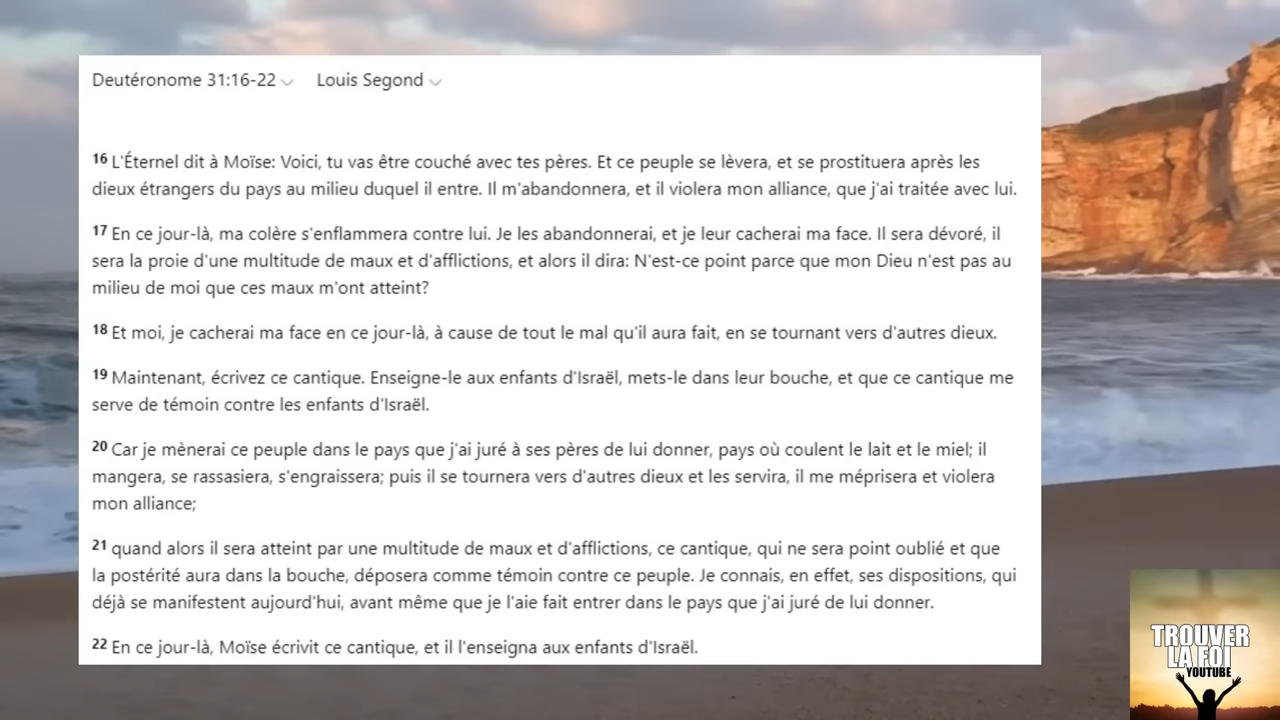 Deutéronome 31:16-22 Louis Segond
16 L'Éternel dit à Moïse: Voici, tu vas être couché avec tes pères. Et ce peuple se lèvera, et se prostituera après les
dieux étrangers du pays au milieu duquel il entre. Il m'abandonnera, et il violera mon alliance, que j'ai traitée avec lui.
17 En ce jour-là, ma colère s'enflammera contre lui. Je les abandonnerai, et je leur cacherai ma face. Il sera dévoré, il
sera la proie d'une multitude de maux et d'afflictions, et alors il dira: N'est-ce point parce que mon Dieu n'est pas au
milieu de moi que ces maux m'ont atteint?
18 Et moi, je cacherai ma face en ce jour-là, à cause de tout le mal qu'il aura fait, en se tournant vers d'autres dieux.
19 Maintenant, écrivez ce cantique. Enseigne-le aux enfants d'Israël, mets-le dans leur bouche, et que ce cantique me
serve de témoin contre les enfants d'Israël.
20 Car je mènerai ce peuple dans le pays que j'ai juré à ses pères de lui donner, pays où coulent le lait et le miel; il
mangera, se rassasiera, s'engraissera; puis il se tournera vers d'autres dieux et les servira, il me méprisera et violera
mon alliance;
21 quand alors il sera atteint par une multitude de maux et d'afflictions, ce cantique, qui ne sera point oublié et que
la postérité aura dans la bouche, déposera comme témoin contre ce peuple. Je connais, en effet, ses dispositions, qui
déjà se manifestent aujourd'hui, avant même que je l'aie fait entrer dans le pays que j'ai juré de lui donner.
22 En ce jour-là, Moïse écrivit ce cantique, et il l'enseigna aux enfants d'Israël.
TROUVER
LA FOI
YOUTUBE